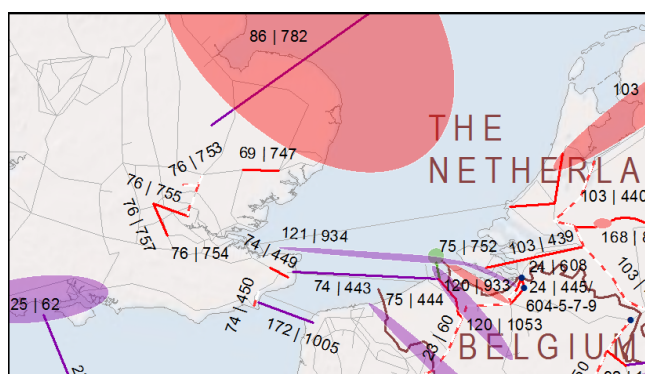 86 | 782
103
THE
NETHERLA
76 | 753
69 | 747
76 | 755
76 | 757
76 | 754
103 | 440
121 | 934
75 | 752
103 | 439
168 | 8
74 | 449
24 | 608
103 |
25 | 62
74 | 443
120 | 933
24 | 445
74 | 450
75 | 444
604-5-7-9
172 | 1005
23 | 60
120 | 1053
BELGIUM